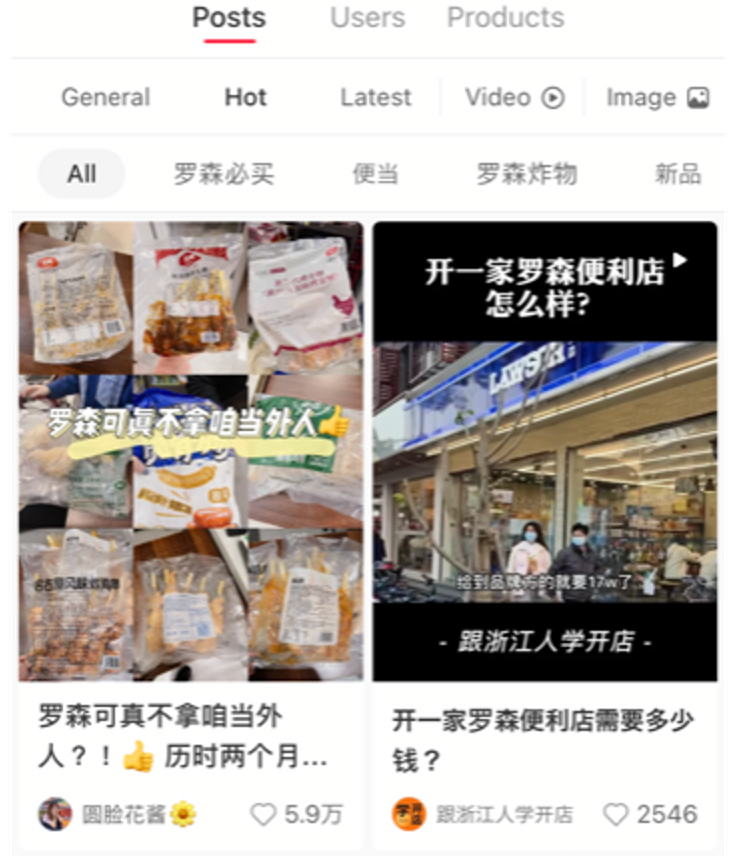 Posts Users Products
General Hot Latest Video Image
All 罗森必买 便当 罗森炸物 新品
罗森可真不拿咱当外人👍
开一家罗森便利店
怎么样?
LAWSON
给到品牌方的就要17w了
- 跟浙江人学开店 -
罗森可真不拿咱当外
人？！👍 历时两个月...
圆脸花酱🌼 5.9万
开一家罗森便利店需要多少
钱？
跟浙江人学开店 2546